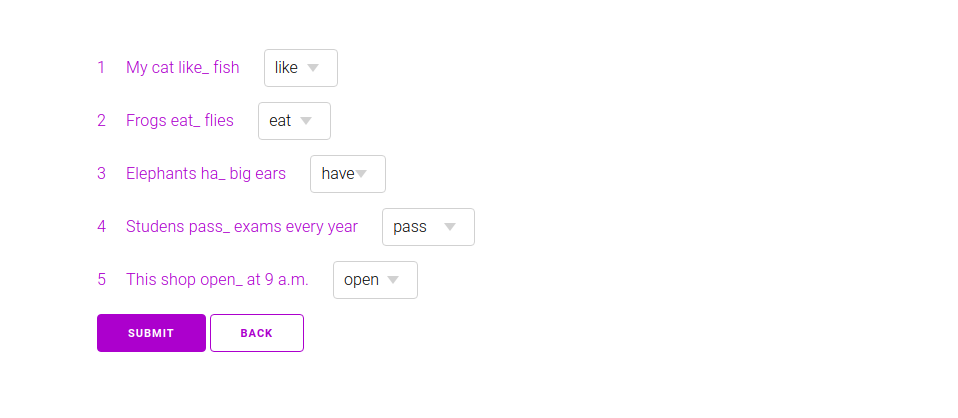 1 My cat like_ fish like
2 Frogs eat_ flies eat
3 Elephants ha_ big ears have
4 Studens pass_ exams every year pass
5 This shop open_ at 9 a.m. open
SUBMIT BACK